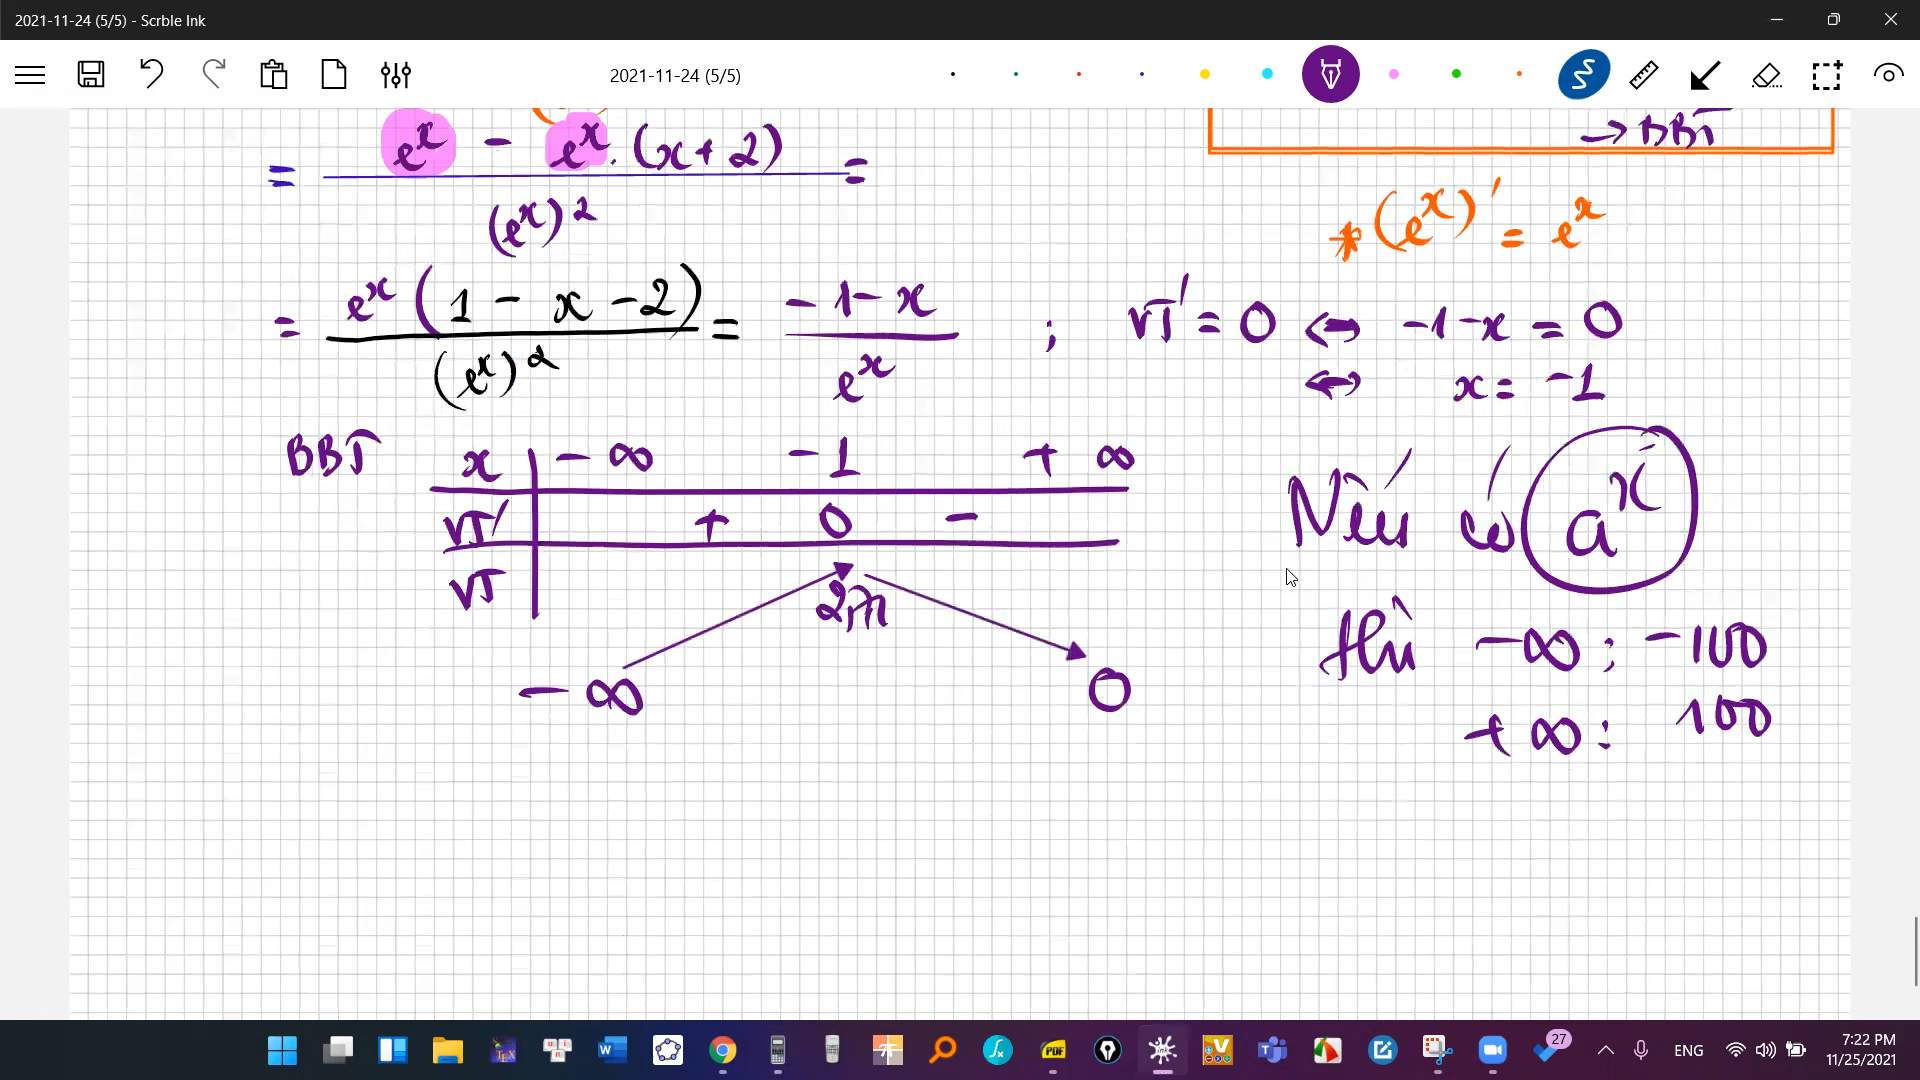 2021-11-24 (5/5) - Scrble Ink
2021-11-24 (5/5)
→ BBT
= e^x - e^x . (x + 2) =
(e^x)^2
* (e^x)' = e^x
= e^x (1 - x - 2) = -1 - x ; VT' = 0 ⟺ -1 - x = 0
(e^x)^2 e^x ⟺ x = -1
BBT x -∞ -1 +∞
VT' + 0 -
VT
-∞ 0
Nếu có a^x
thì -∞ : -100
+∞ : 100
27
ENG
7:22 PM
11/25/2021